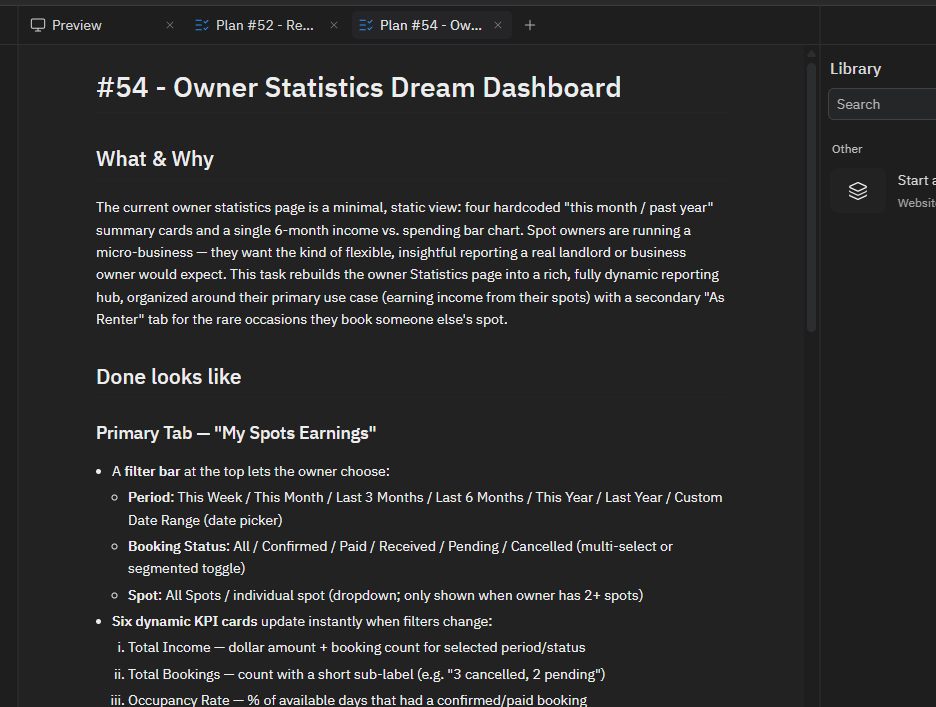 Preview
Plan #52 - Re...
Plan #54 - Ow...
#54 - Owner Statistics Dream Dashboard
What & Why
The current owner statistics page is a minimal, static view: four hardcoded "this month / past year"
summary cards and a single 6-month income vs. spending bar chart. Spot owners are running a
micro-business — they want the kind of flexible, insightful reporting a real landlord or business
owner would expect. This task rebuilds the owner Statistics page into a rich, fully dynamic reporting
hub, organized around their primary use case (earning income from their spots) with a secondary "As
Renter" tab for the rare occasions they book someone else's spot.
Done looks like
Primary Tab — "My Spots Earnings"
• A filter bar at the top lets the owner choose:
◦ Period: This Week / This Month / Last 3 Months / Last 6 Months / This Year / Last Year / Custom
Date Range (date picker)
◦ Booking Status: All / Confirmed / Paid / Received / Pending / Cancelled (multi-select or
segmented toggle)
◦ Spot: All Spots / individual spot (dropdown; only shown when owner has 2+ spots)
• Six dynamic KPI cards update instantly when filters change:
i. Total Income — dollar amount + booking count for selected period/status
ii. Total Bookings — count with a short sub-label (e.g. "3 cancelled, 2 pending")
iii. Occupancy Rate — % of available days that had a confirmed/paid booking
Library
Search
Other
Start a
Websit